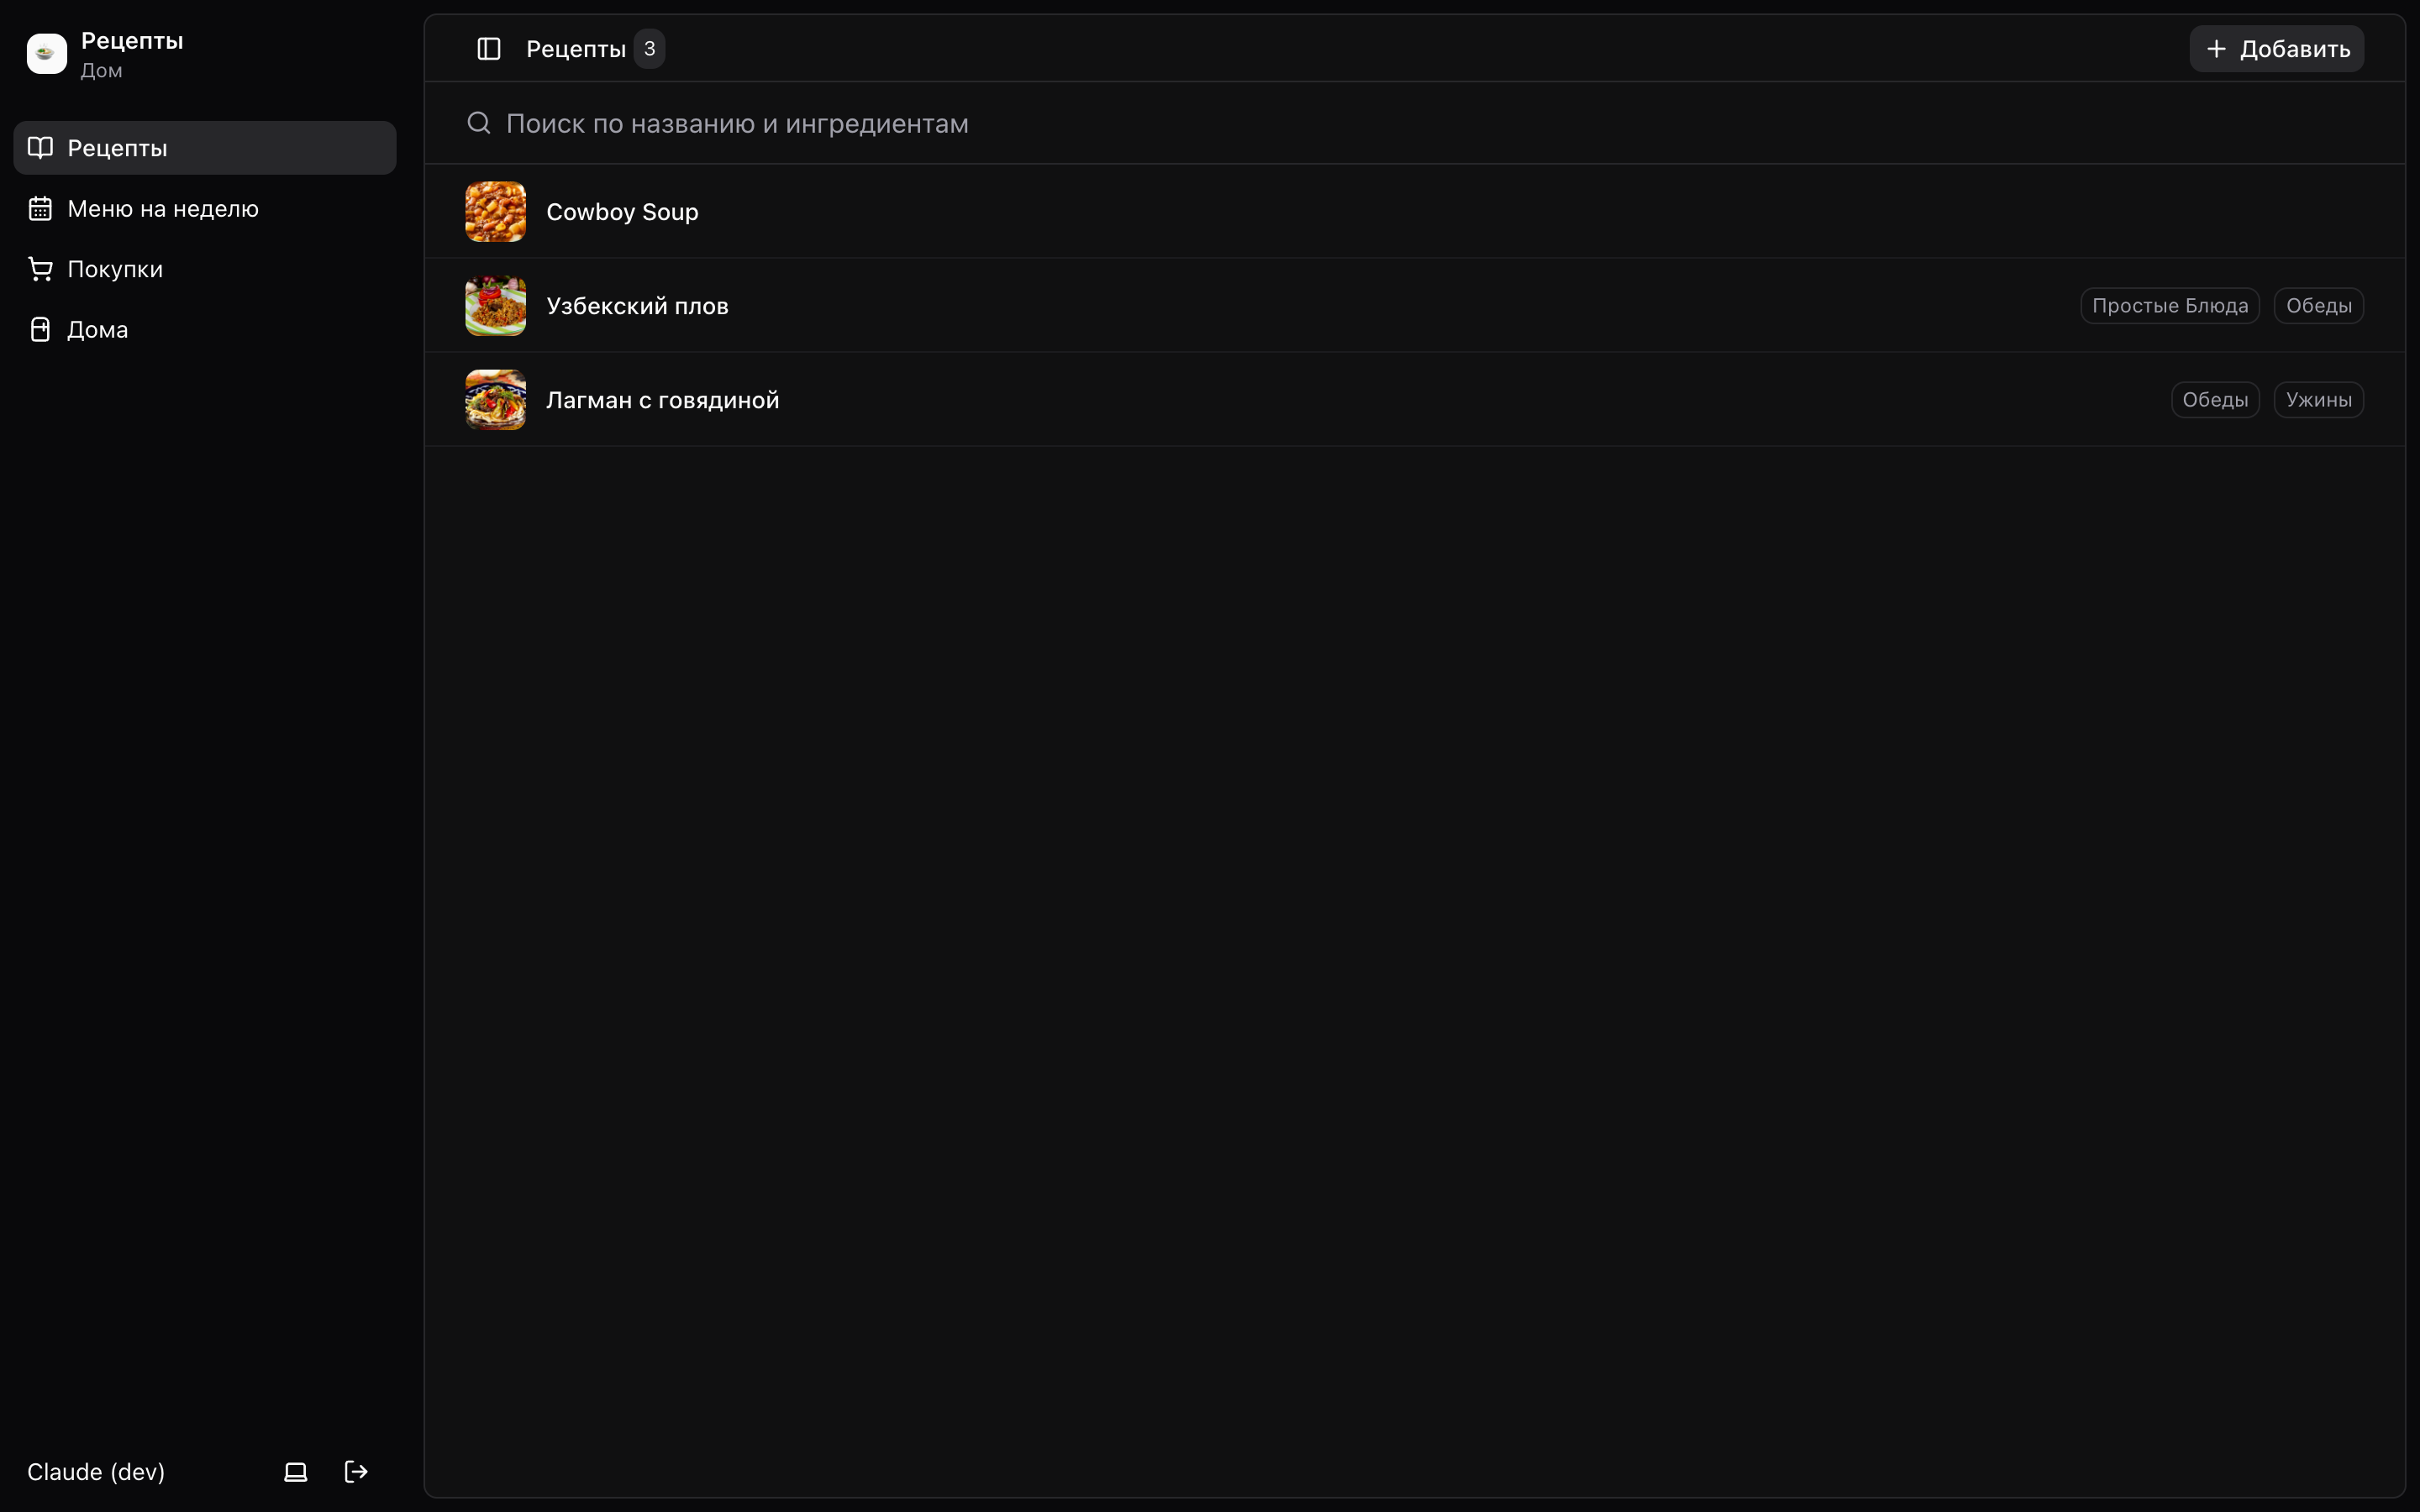 Рецепты
Дом
Рецепты
Меню на неделю
Покупки
Дома
Claude (dev)
Рецепты 3
Добавить
Поиск по названию и ингредиентам
Cowboy Soup
Узбекский плов Простые Блюда Обеды
Лагман с говядиной Обеды Ужины